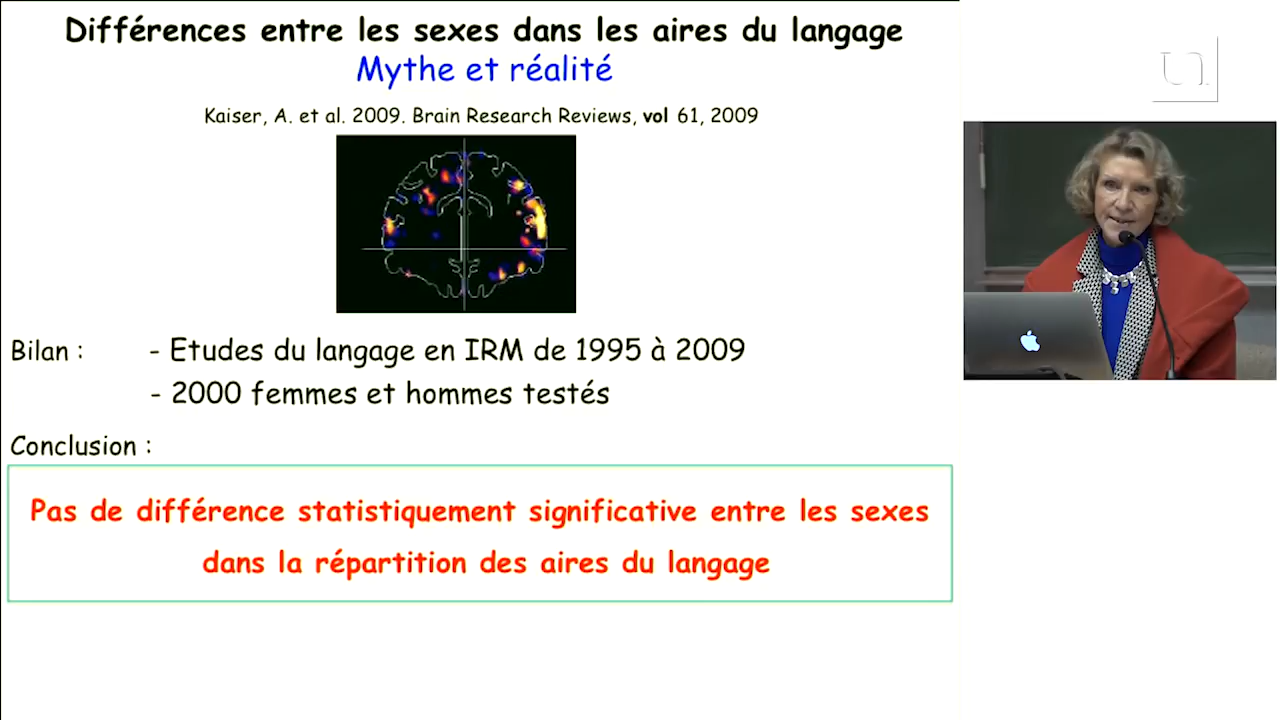 Différences entre les sexes dans les aires du langage
Mythe et réalité
Kaiser, A. et al. 2009. Brain Research Reviews, vol 61, 2009
Bilan : - Etudes du langage en IRM de 1995 à 2009
- 2000 femmes et hommes testés
Conclusion :
Pas de différence statistiquement significative entre les sexes
dans la répartition des aires du langage